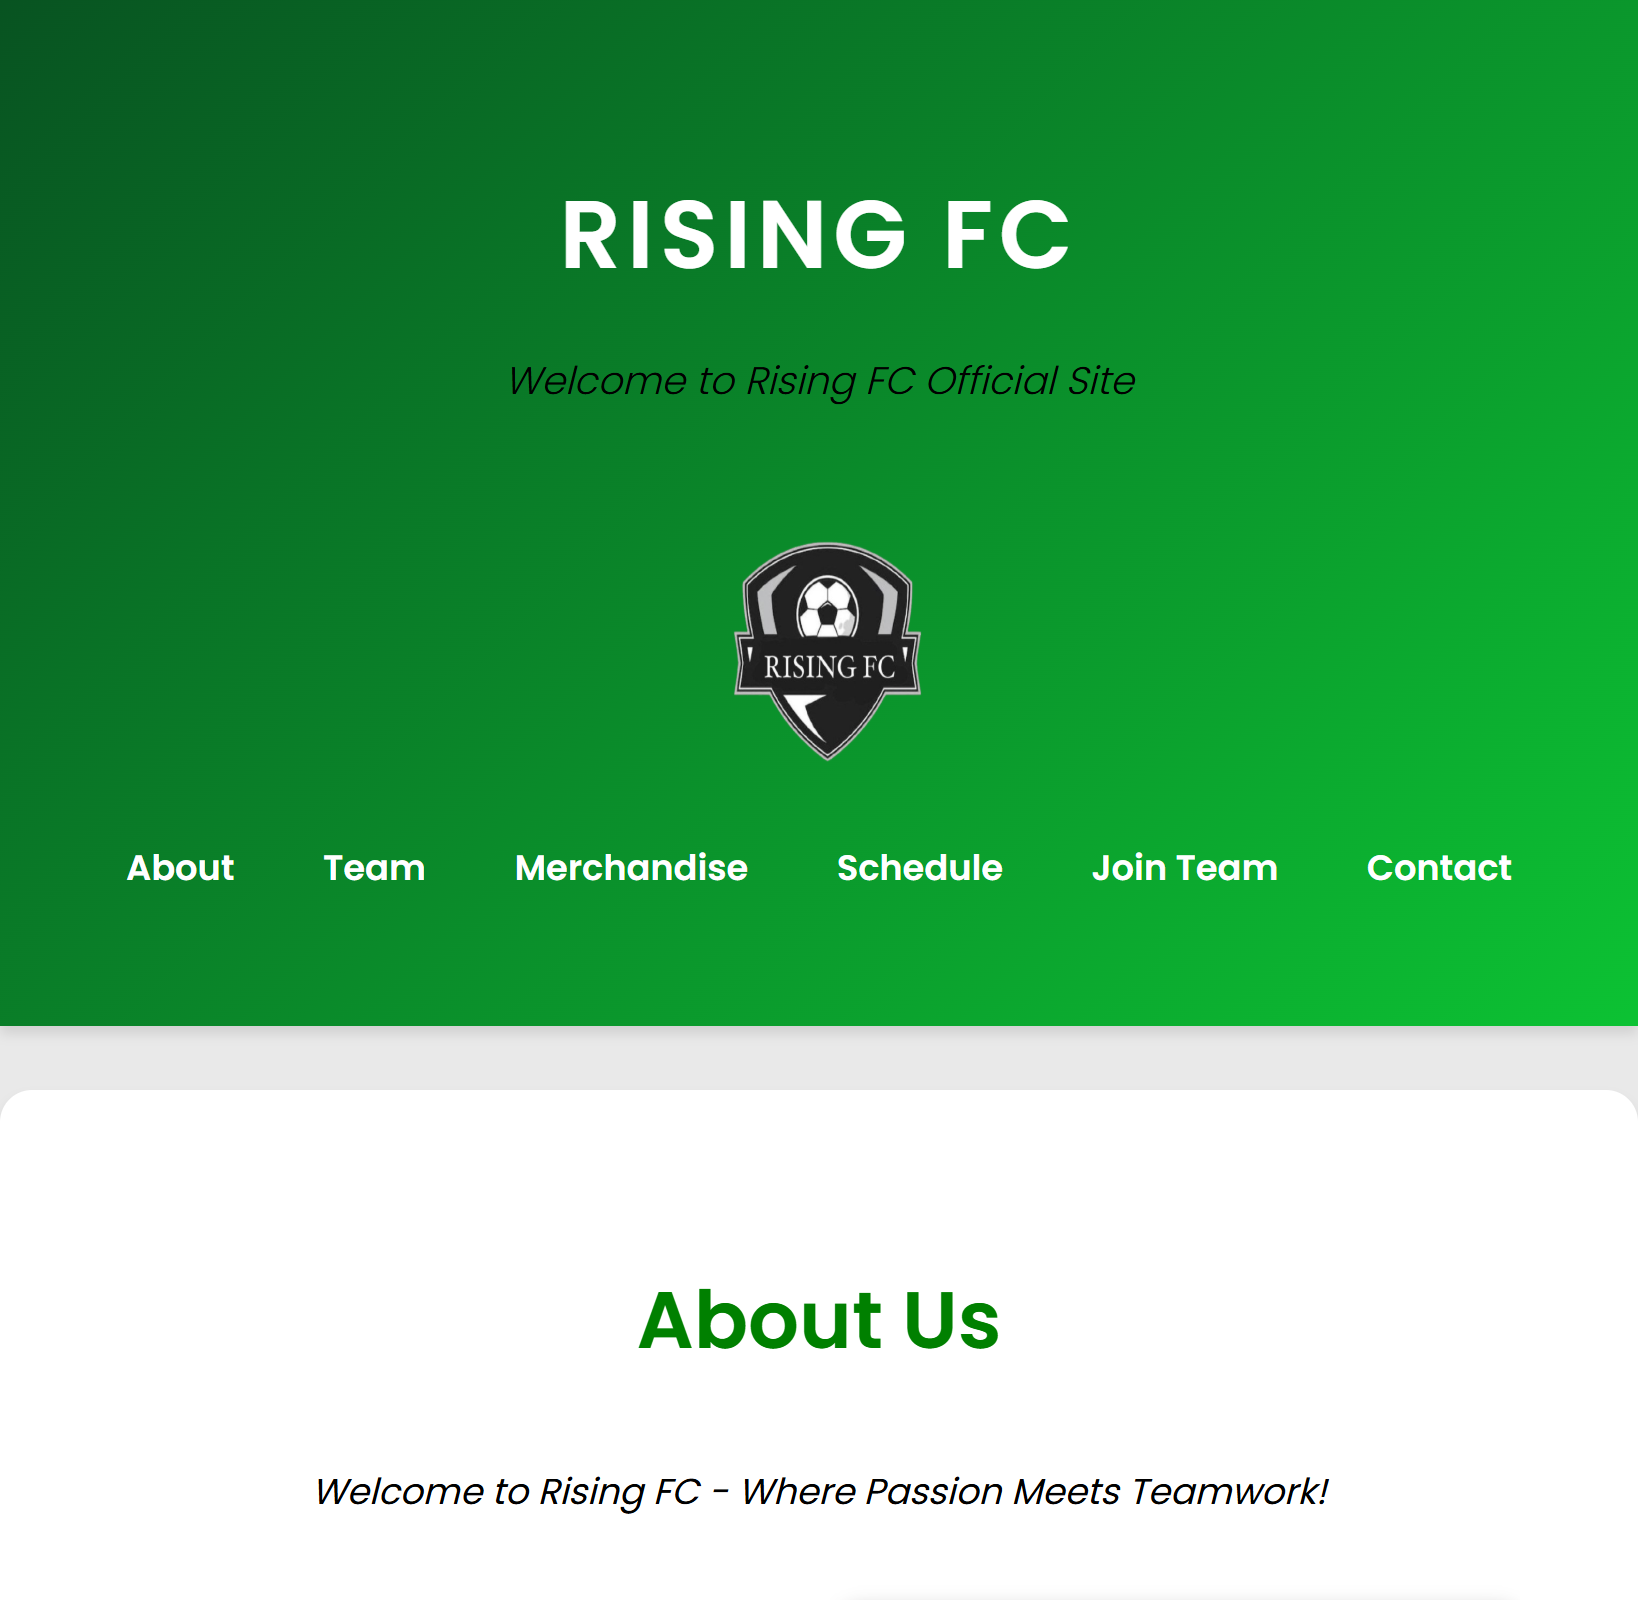 RISING FC
Welcome to Rising FC Official Site
RISING FC
About Team Merchandise Schedule Join Team Contact
About Us
Welcome to Rising FC - Where Passion Meets Teamwork!